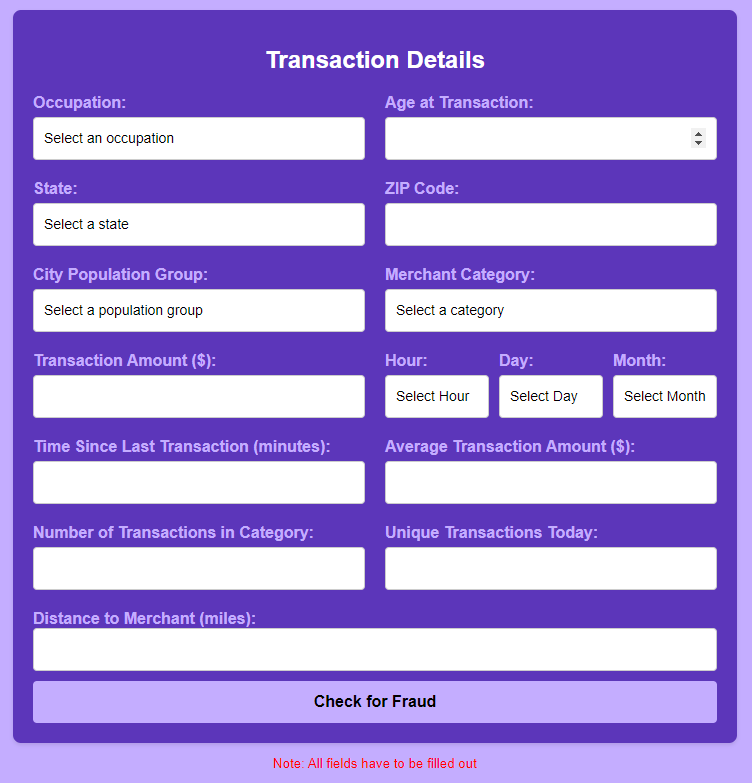 Transaction Details
Occupation: Age at Transaction:
Select an occupation
State: ZIP Code:
Select a state
City Population Group: Merchant Category:
Select a population group Select a category
Transaction Amount ($): Hour: Day: Month:
Select Hour Select Day Select Month
Time Since Last Transaction (minutes): Average Transaction Amount ($):
Number of Transactions in Category: Unique Transactions Today:
Distance to Merchant (miles):
Check for Fraud
Note: All fields have to be filled out